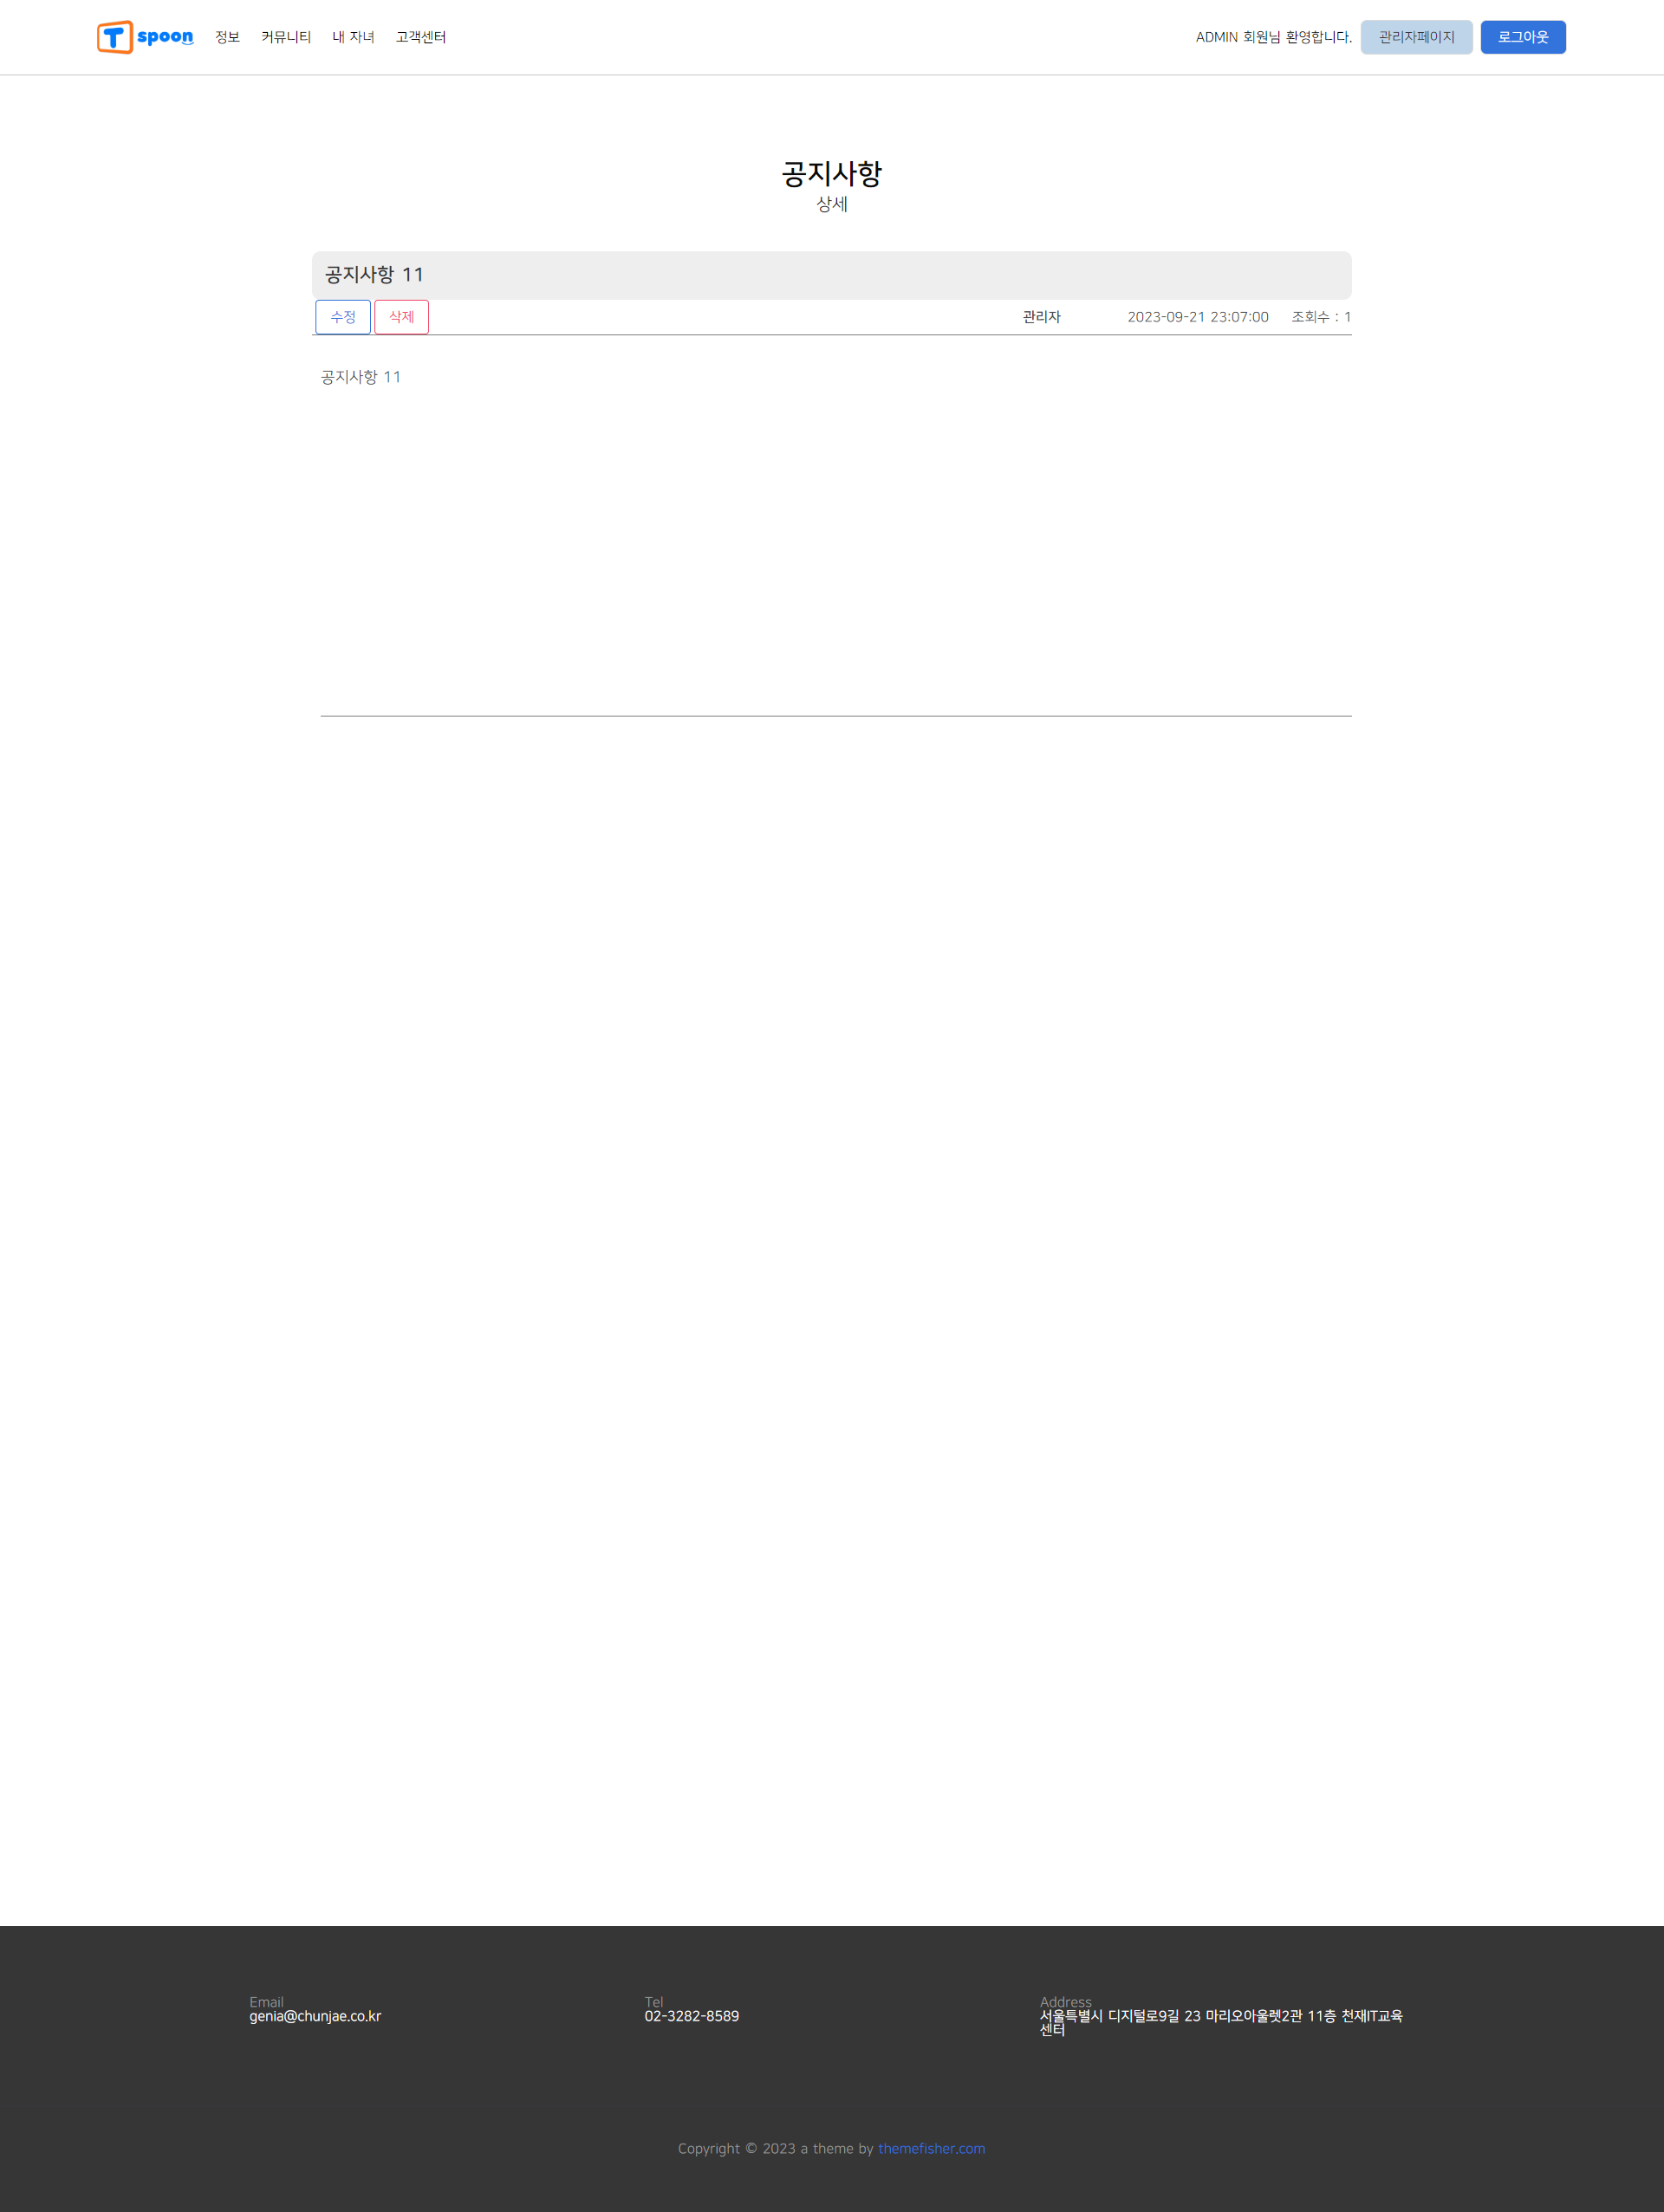 T spoon 정보 커뮤니티 내 자녀 고객센터 ADMIN 회원님 환영합니다. 관리자페이지 로그아웃
공지사항
상세
공지사항 11
수정 삭제 관리자 2023-09-21 23:07:00 조회수 : 1
공지사항 11
Email Tel Address
genia@chunjae.co.kr 02-3282-8589 서울특별시 디지털로9길 23 마리오아울렛2관 11층 천재IT교육
센터
Copyright © 2023 a theme by themefisher.com